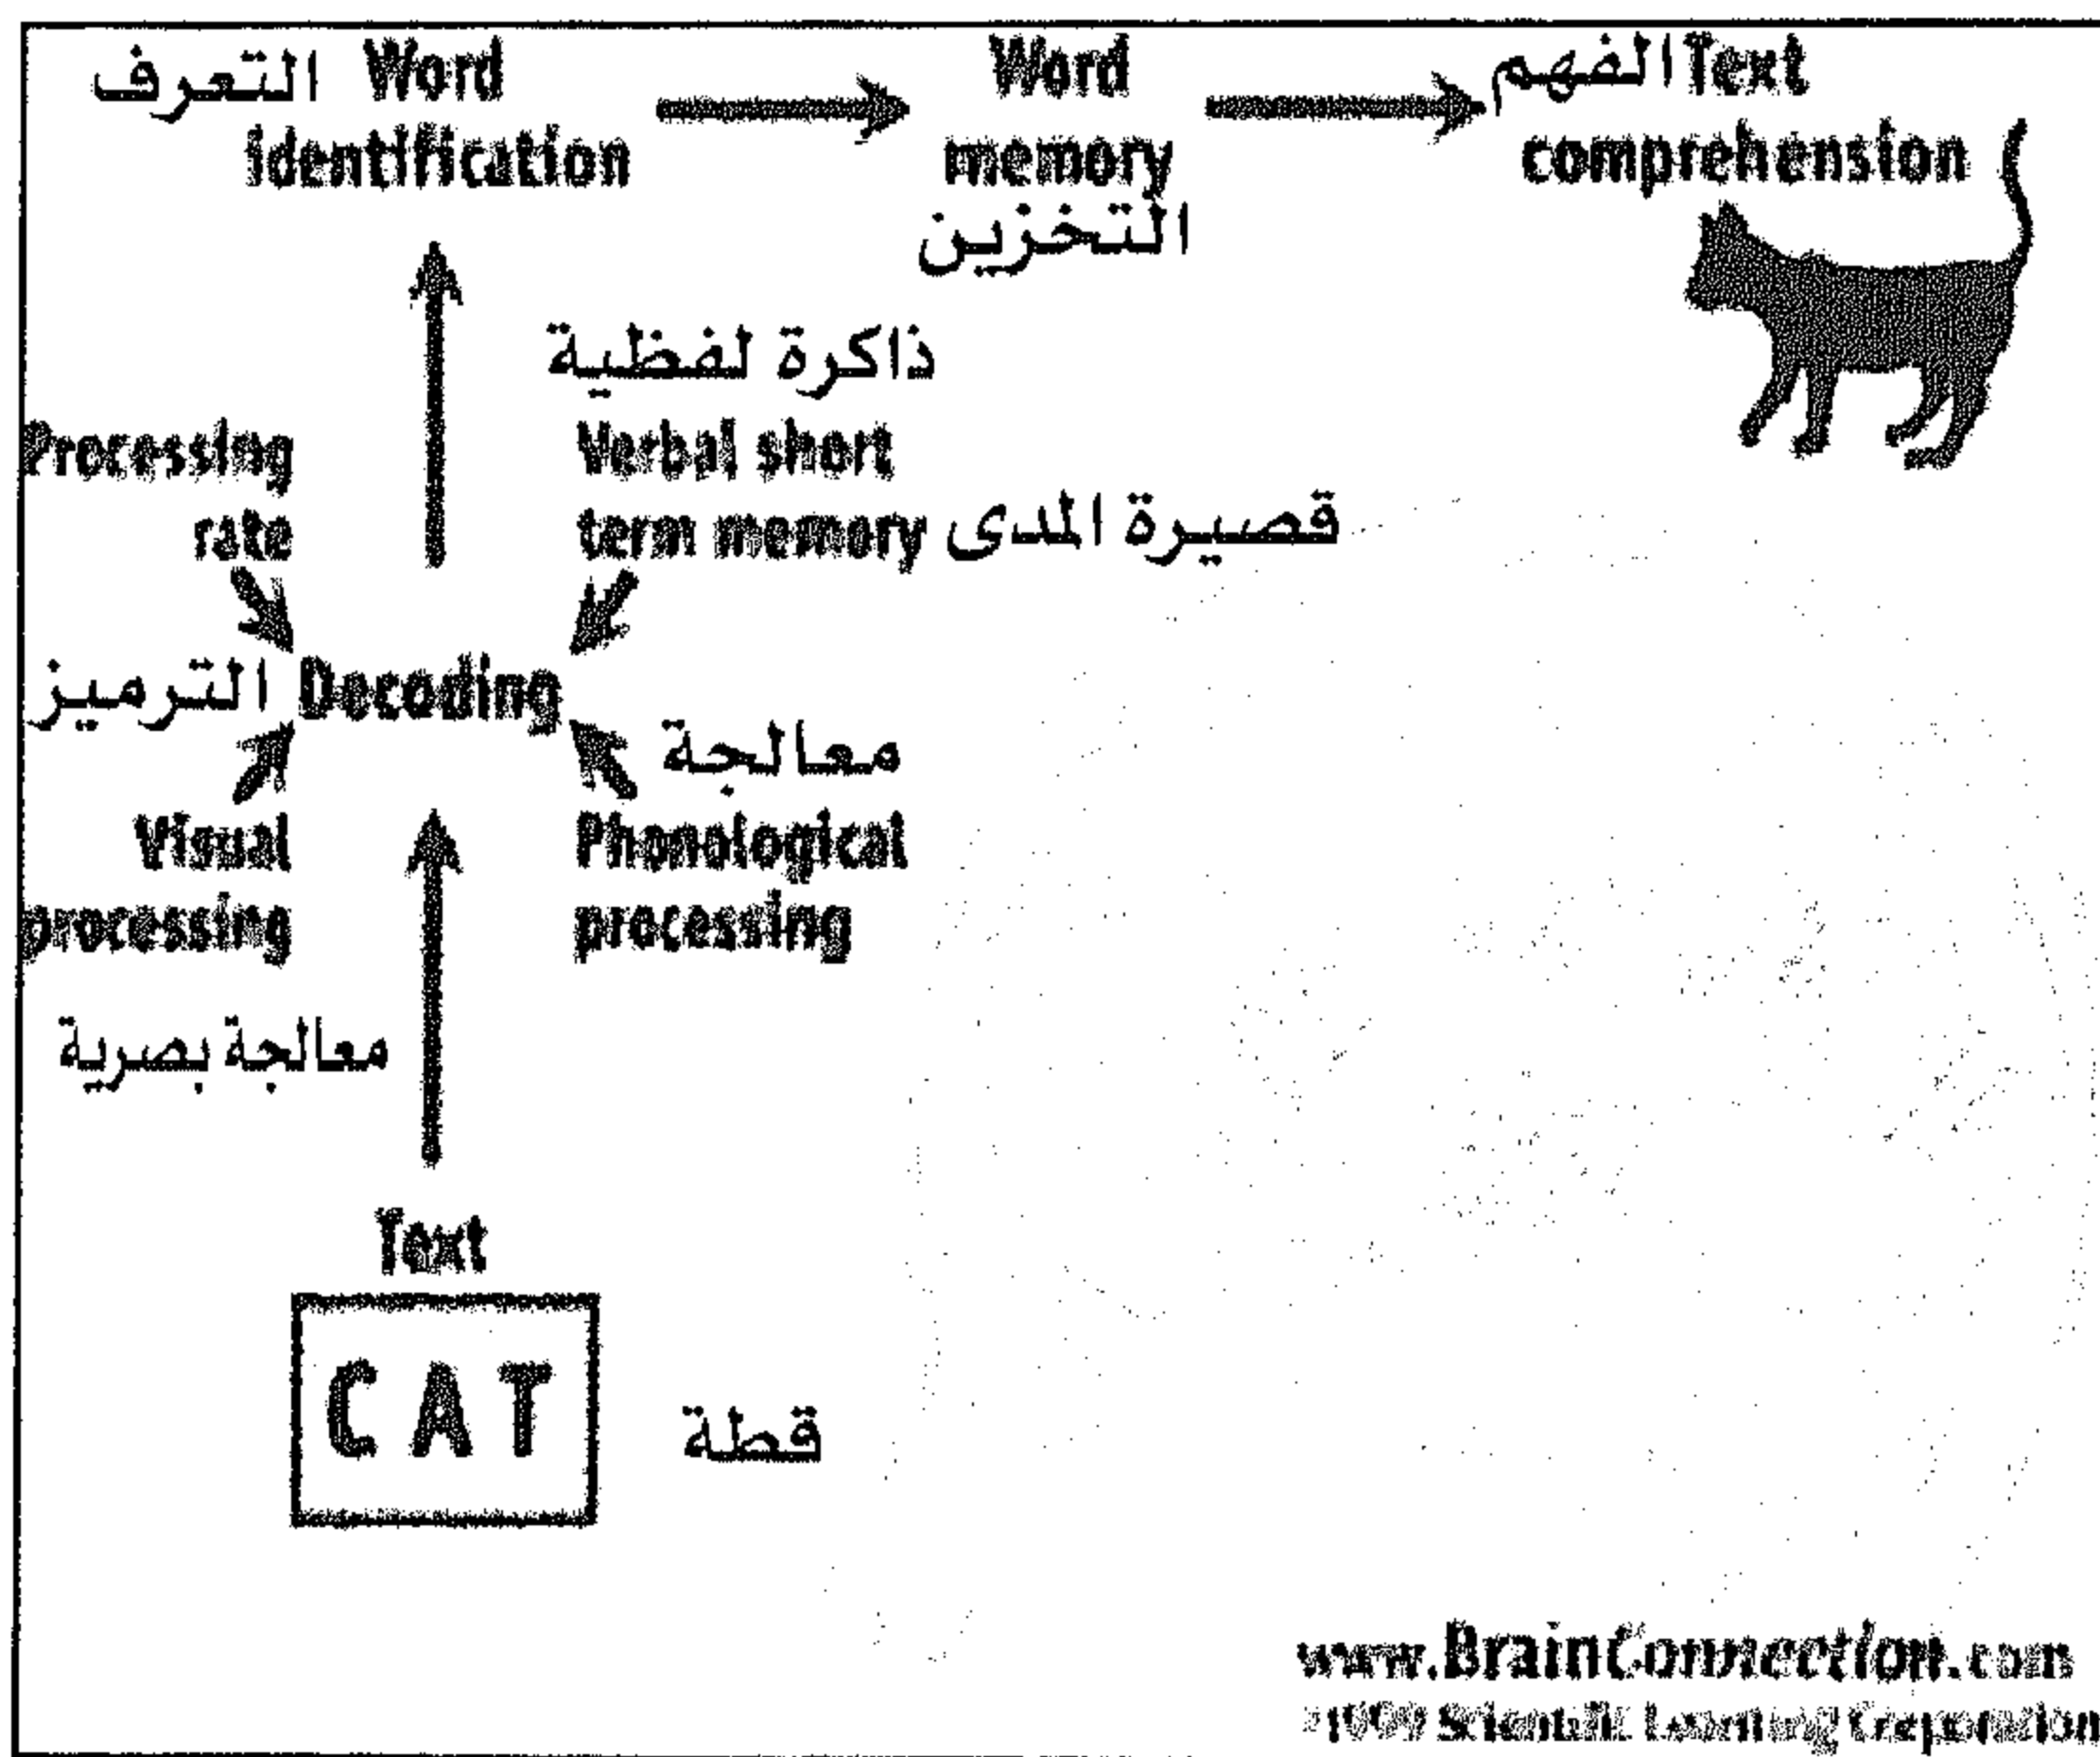 التعرف Word
identification
Word
memory
التخزين
الفهم Text
comprehension
ذاكرة لفظية
Verbal short
term memory قصيرة المدى
Processing
rate
الترميز Decoding
معالجة
Phonological
processing
Visual
processing
معالجة بصرية
Text
CAT
قطة
www.BrainConnection.com
1999 Scientific Learning Corporation